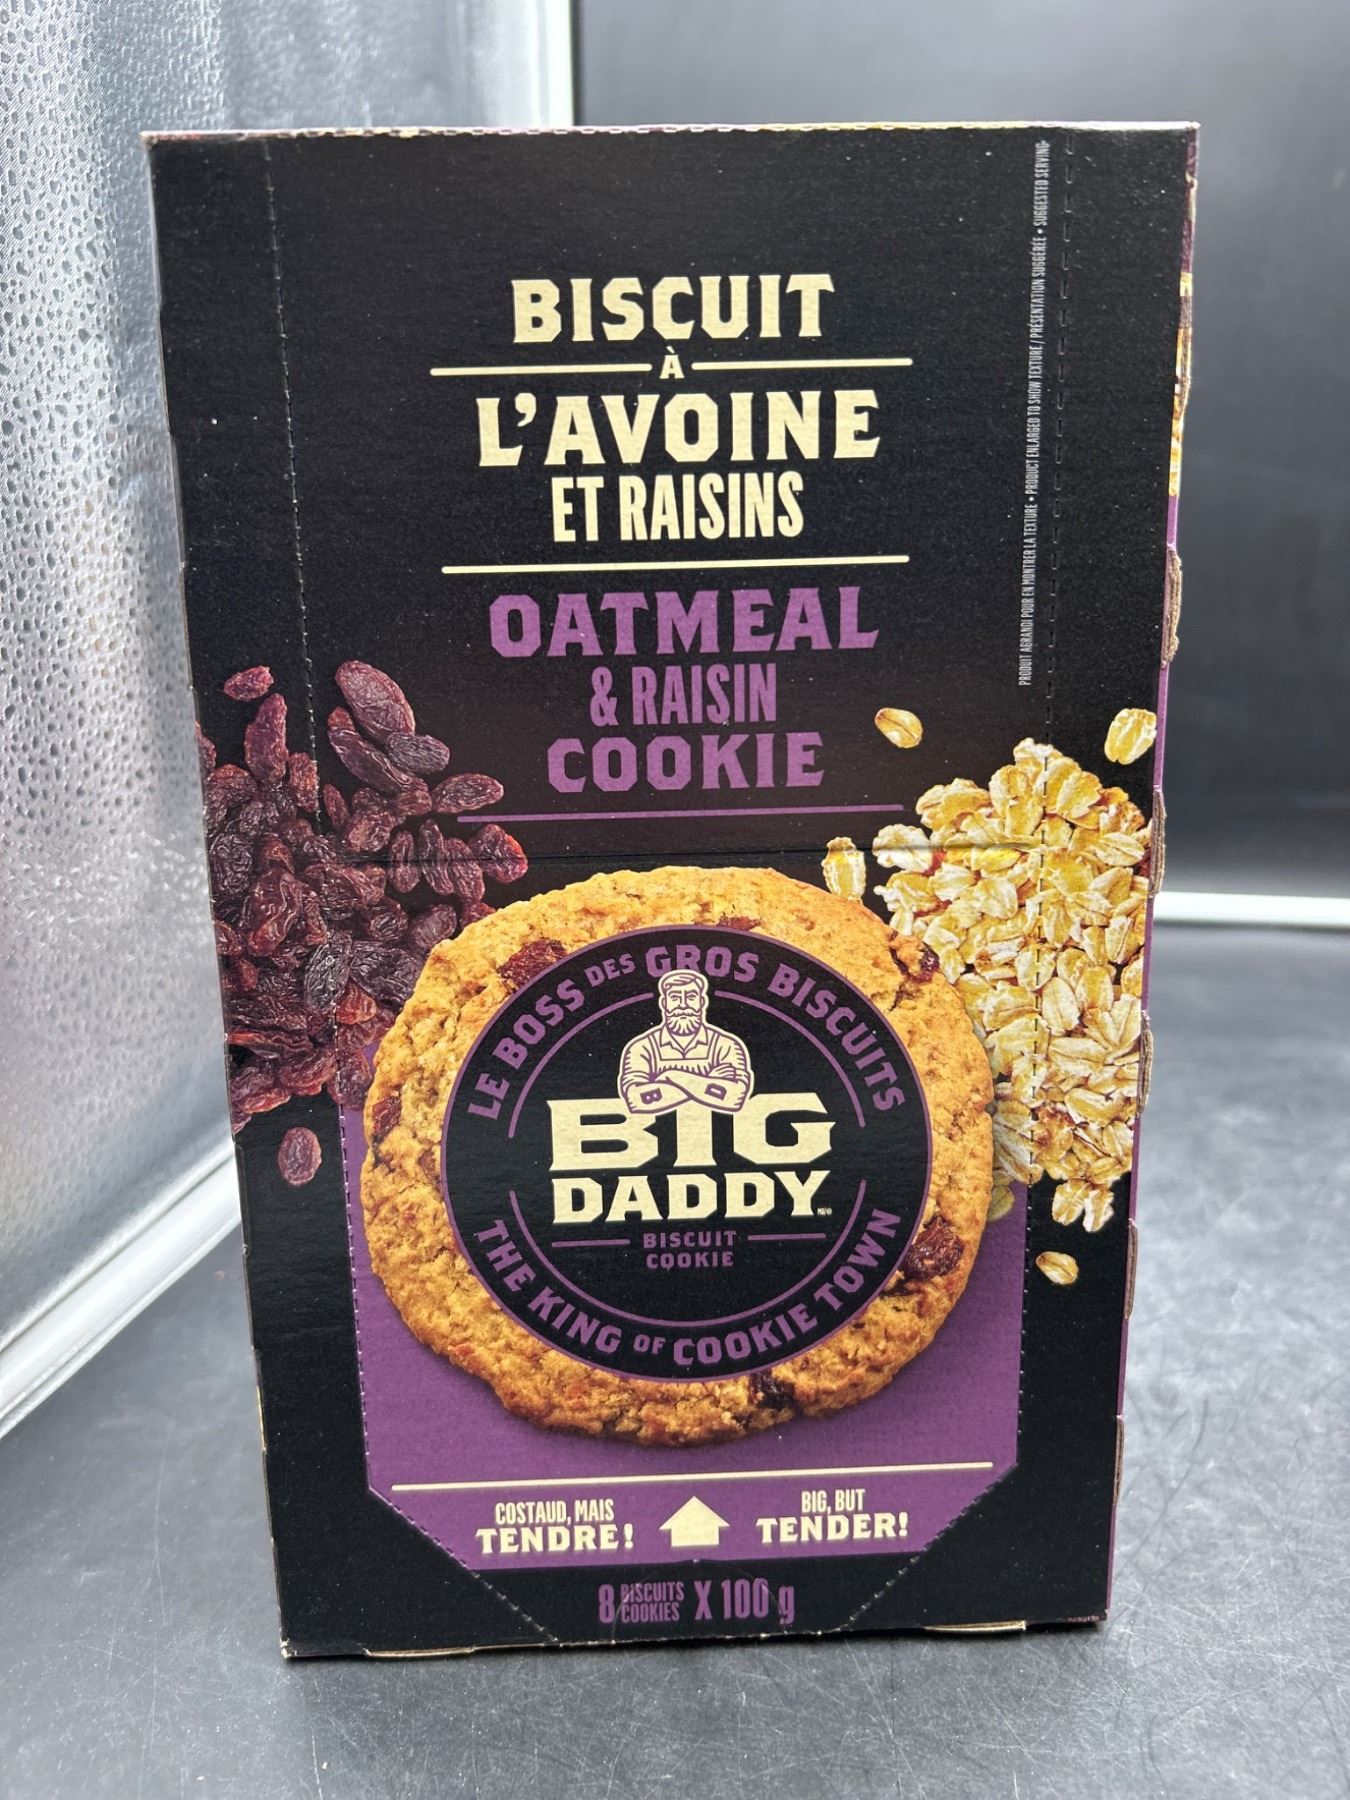 BISCUIT
À
L'AVOINE
ET RAISINS
OATMEAL
& RAISIN
COOKIE
PRODUIT AGRANDI POUR EN MONTRER LA TEXTURE • PRODUCT ENLARGED TO SHOW TEXTURE / PRÉSENTATION SUGGÉRÉE • SUGGESTED SERVING
LE BOSS DES GROS BISCUITS
B D
BIG
DADDY
BISCUIT
COOKIE
THE KING OF COOKIE TOWN
COSTAUD, MAIS
TENDRE!
BIG, BUT
TENDER!
8 BISCUITS COOKIES X 100 g